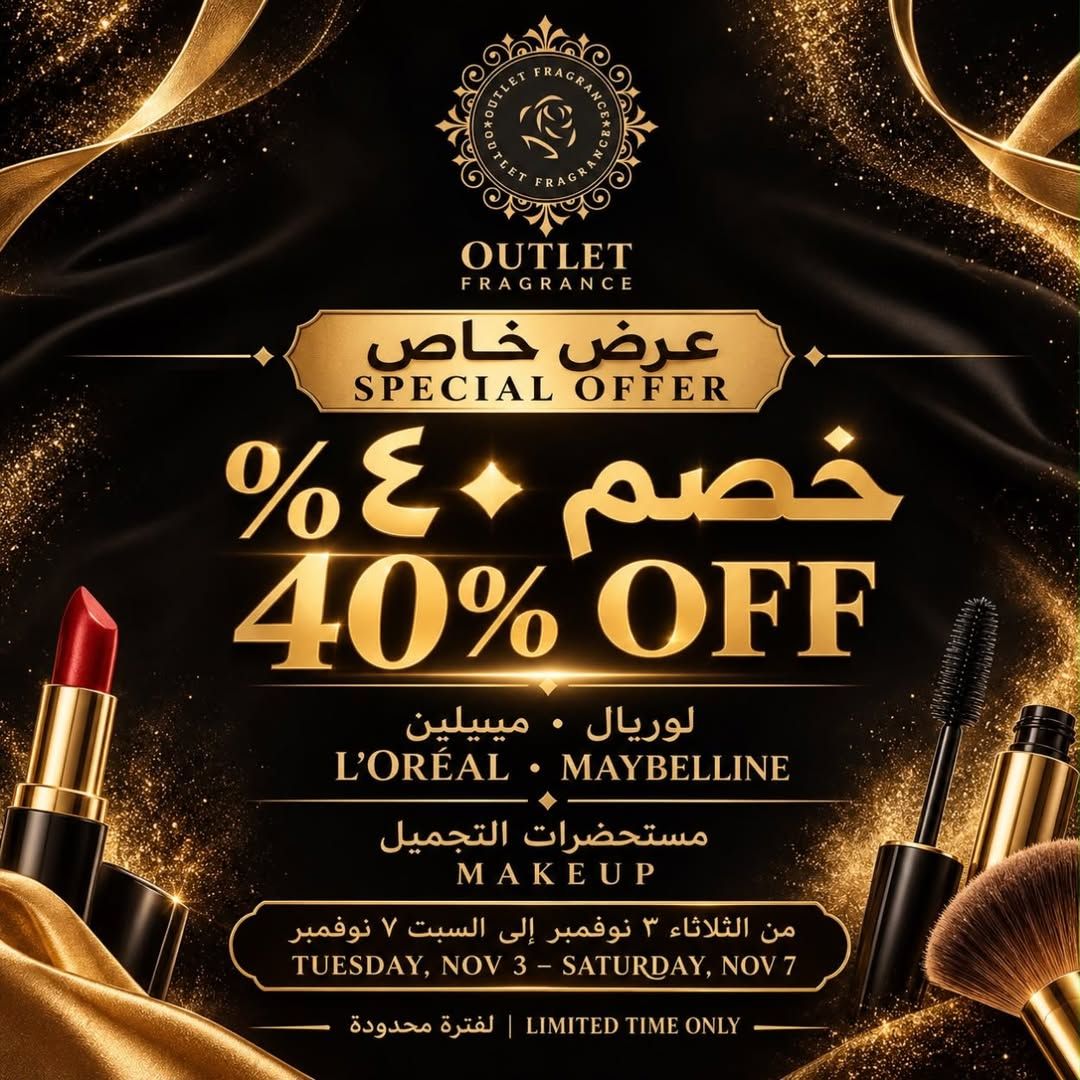 OUTLET FRAGRANCE★OUTLET FRAGRANCE★
OUTLET
FRAGRANCE
عرض خاص
SPECIAL OFFER
خصم ٤٠%
40% OFF
لوريال • ميبيلين
L'ORÉAL • MAYBELLINE
مستحضرات التجميل
MAKEUP
من الثلاثاء ٣ نوفمبر إلى السبت ٧ نوفمبر
TUESDAY, NOV 3 – SATURDAY, NOV 7
لفترة محدودة | LIMITED TIME ONLY